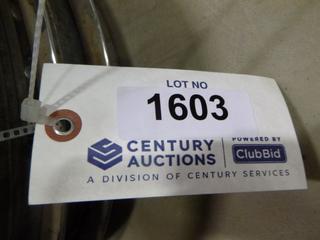 LOT NO
1603
CENTURY AUCTIONS
POWERED BY
ClubBid
A DIVISION OF CENTURY SERVICES